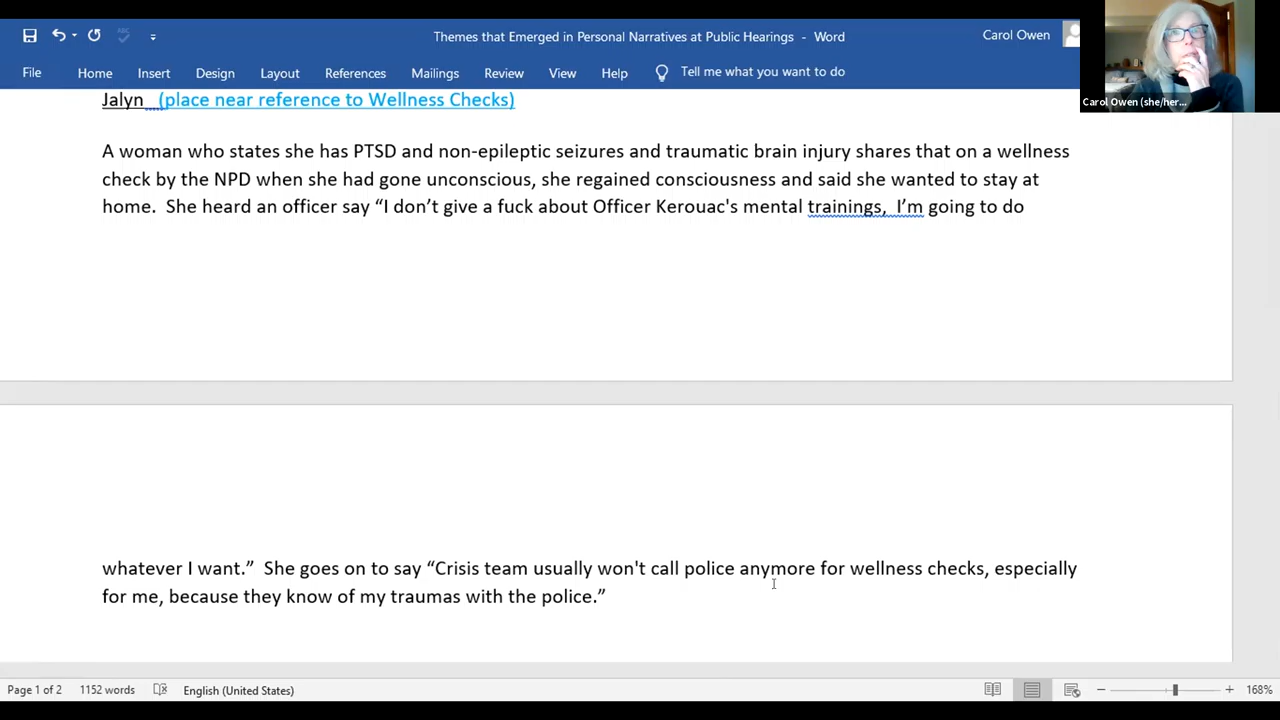 Themes that Emerged in Personal Narratives at Public Hearings - Word
Carol Owen
File Home Insert Design Layout References Mailings Review View Help Tell me what you want to do
Carol Owen (she/her...
Jalyn (place near reference to Wellness Checks)
A woman who states she has PTSD and non-epileptic seizures and traumatic brain injury shares that on a wellness
check by the NPD when she had gone unconscious, she regained consciousness and said she wanted to stay at
home. She heard an officer say “I don’t give a fuck about Officer Kerouac's mental trainings, I’m going to do
whatever I want.” She goes on to say “Crisis team usually won't call police anymore for wellness checks, especially
for me, because they know of my traumas with the police.”
Page 1 of 2 1152 words English (United States) 168%